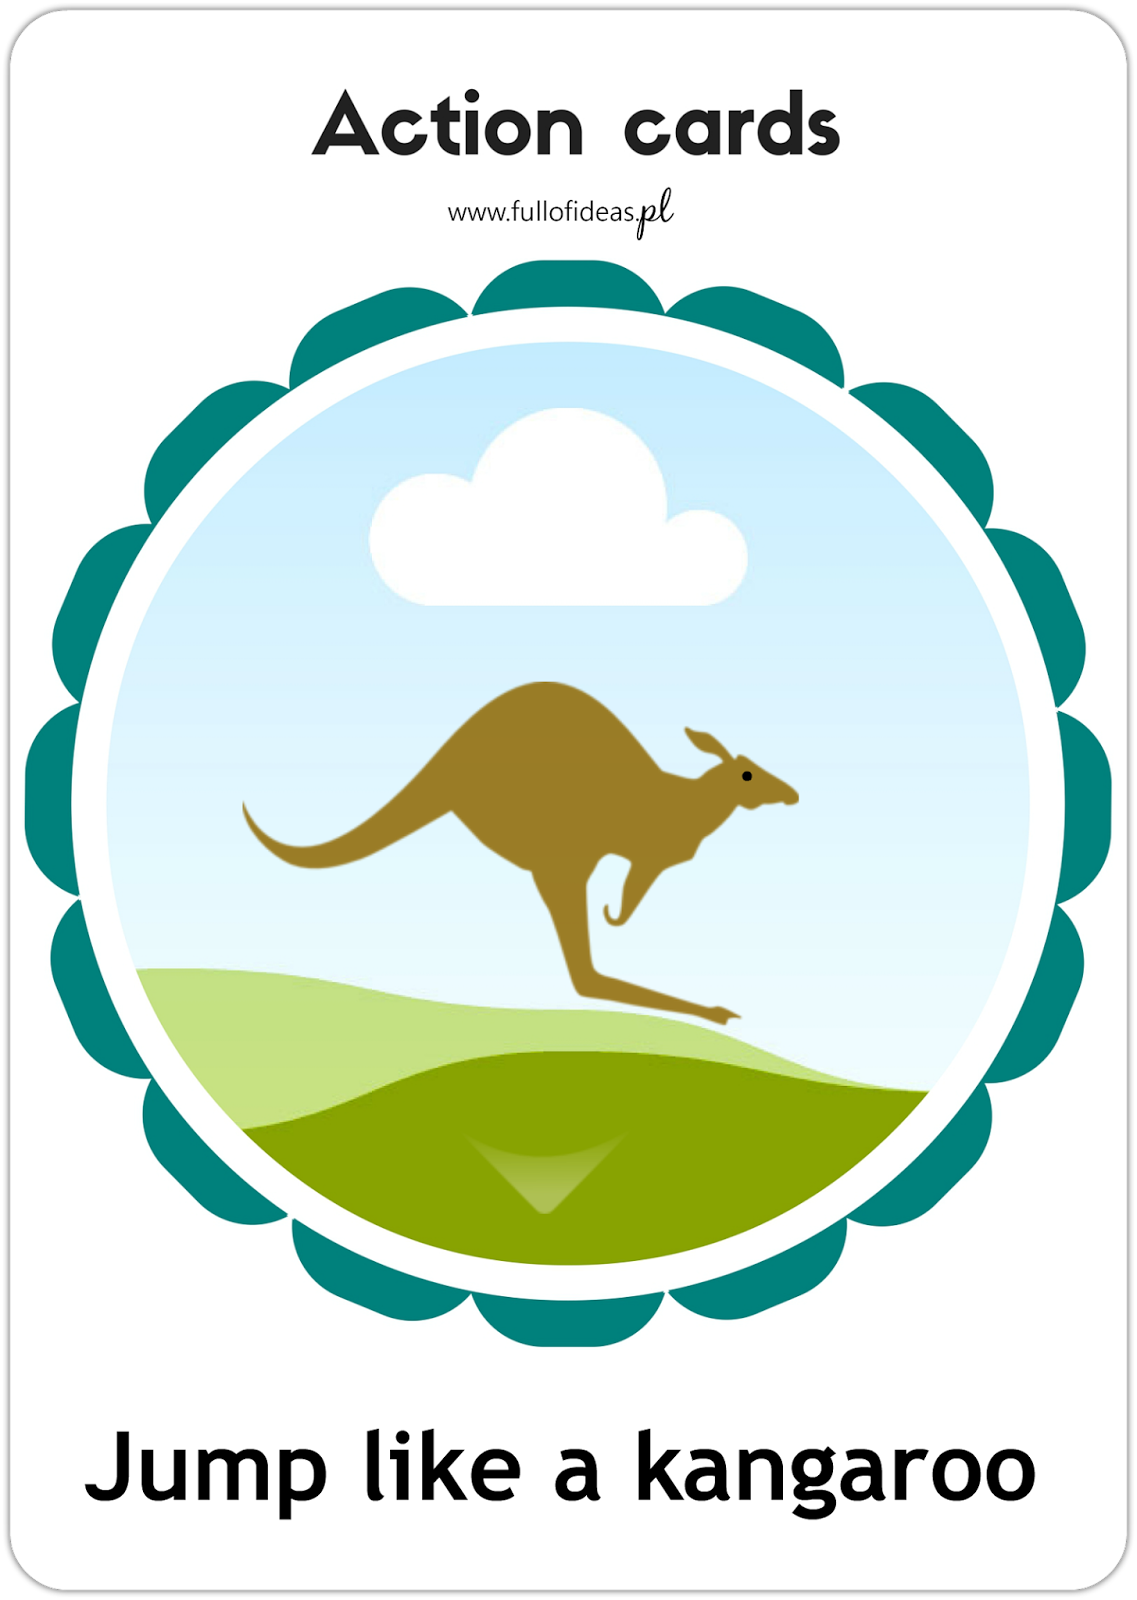 Action cards
www.fullofideas.pl
Jump like a kangaroo